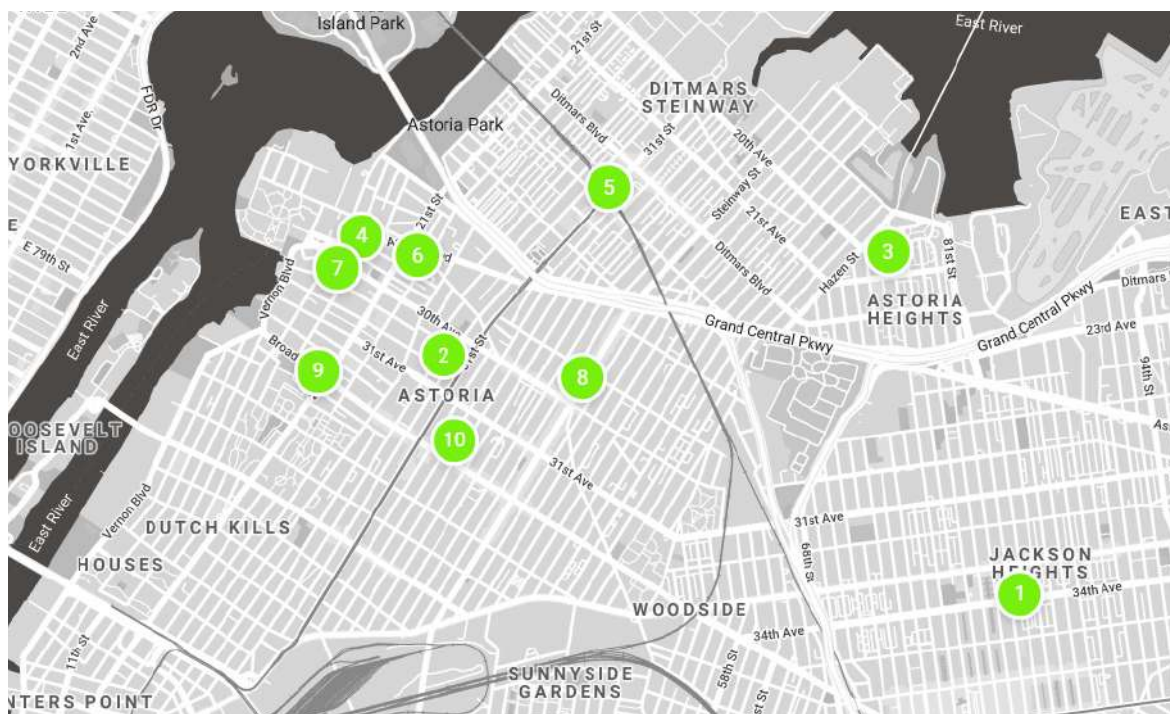 Island Park
East River
2nd Ave
21st St
1st Ave.
FDR Dr
DITMARS
STEINWAY
Ditmars Blvd
Astoria Park
31st St
20th Ave
YORKVILLE
5
Steinway St
21st St
21st Ave
EAST
E
4
E 79th St
6
3
81st St
7
Hazen St
Vernon Blvd
Ditmars Blvd
Ditmars
ASTORIA
HEIGHTS
Grand Central Pkwy
Grand Central Pkwy
23rd Ave
East River
30th Ave
2
31st Ave
8
94th St
Broad
9
ASTORIA
10
OOSEVELT
ISLAND
31st Ave
31st Ave
Vernon Blvd
East River
DUTCH KILLS
68th St
JACKSON
HEIGHTS
HOUSES
1
34th Ave
WOODSIDE
34th Ave
11th St
58th St
SUNNYSIDE
GARDENS
NTERS POINT